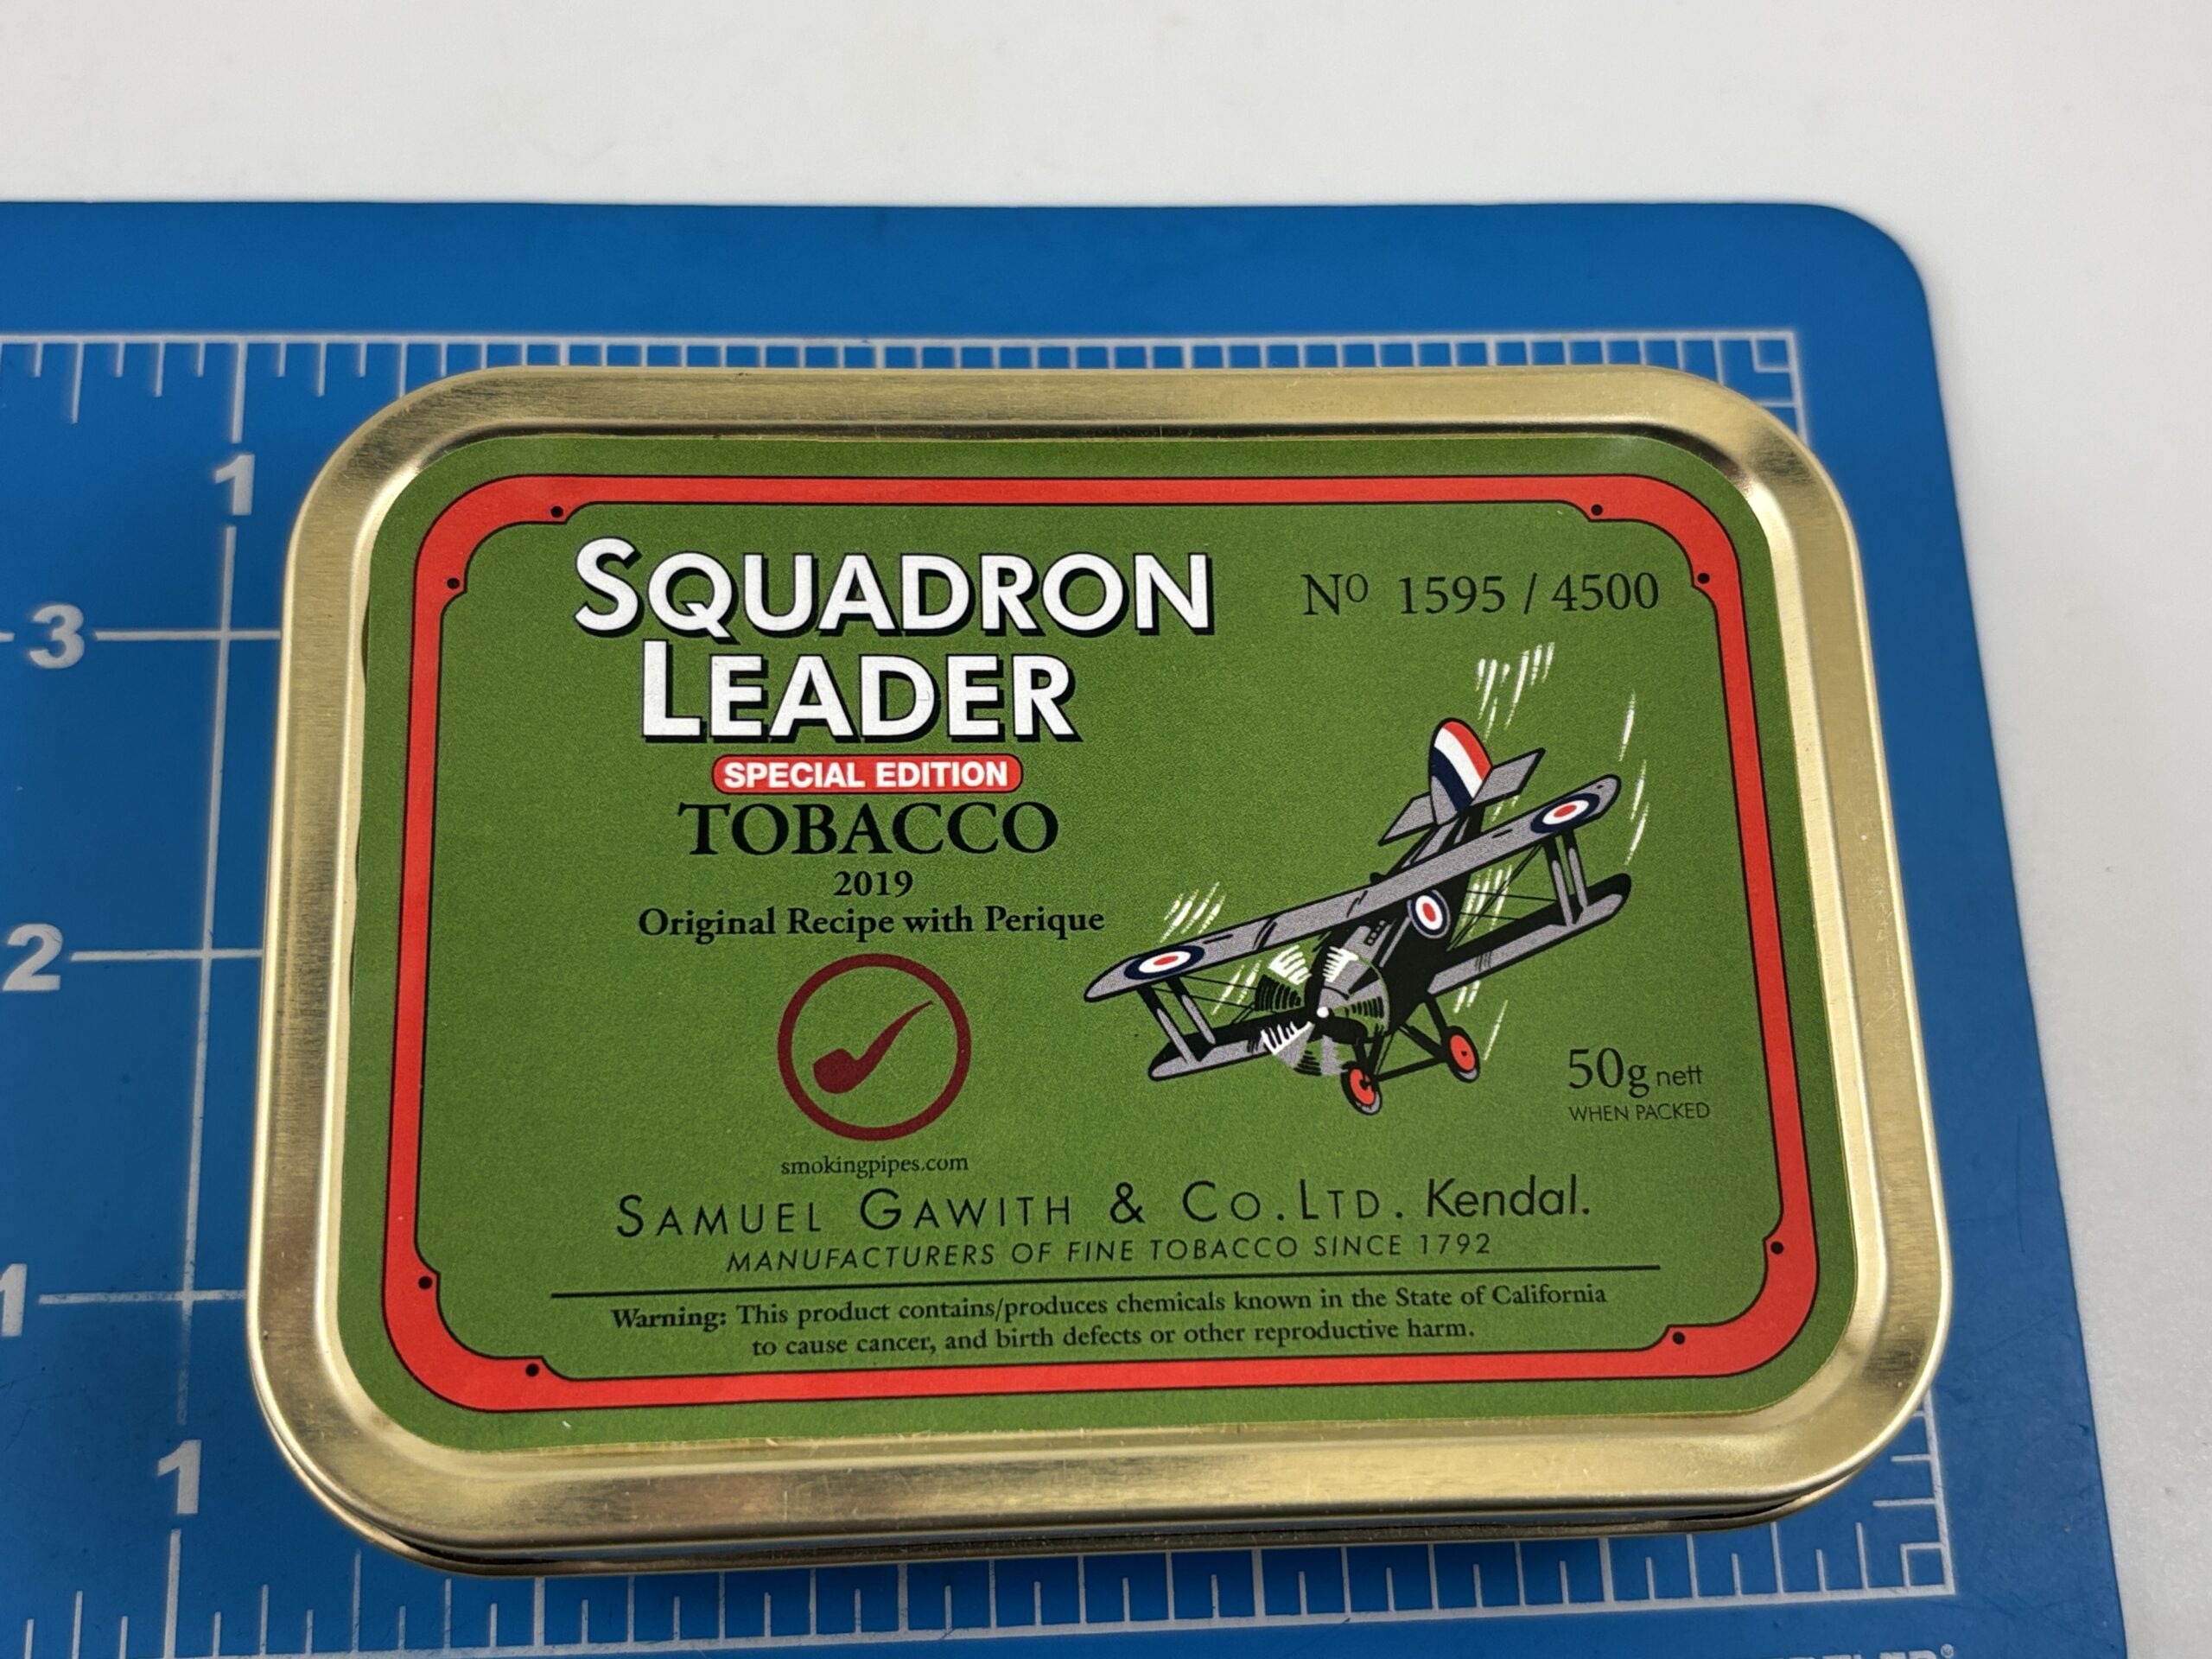 1
3
2
1
1
SQUADRON
LEADER
Nº 1595 / 4500
SPECIAL EDITION
TOBACCO
2019
Original Recipe with Perique
smokingpipes.com
50g nett
WHEN PACKED
SAMUEL GAWITH & CO. LTD. Kendal.
MANUFACTURERS OF FINE TOBACCO SINCE 1792
Warning: This product contains/produces chemicals known in the State of California
to cause cancer, and birth defects or other reproductive harm.